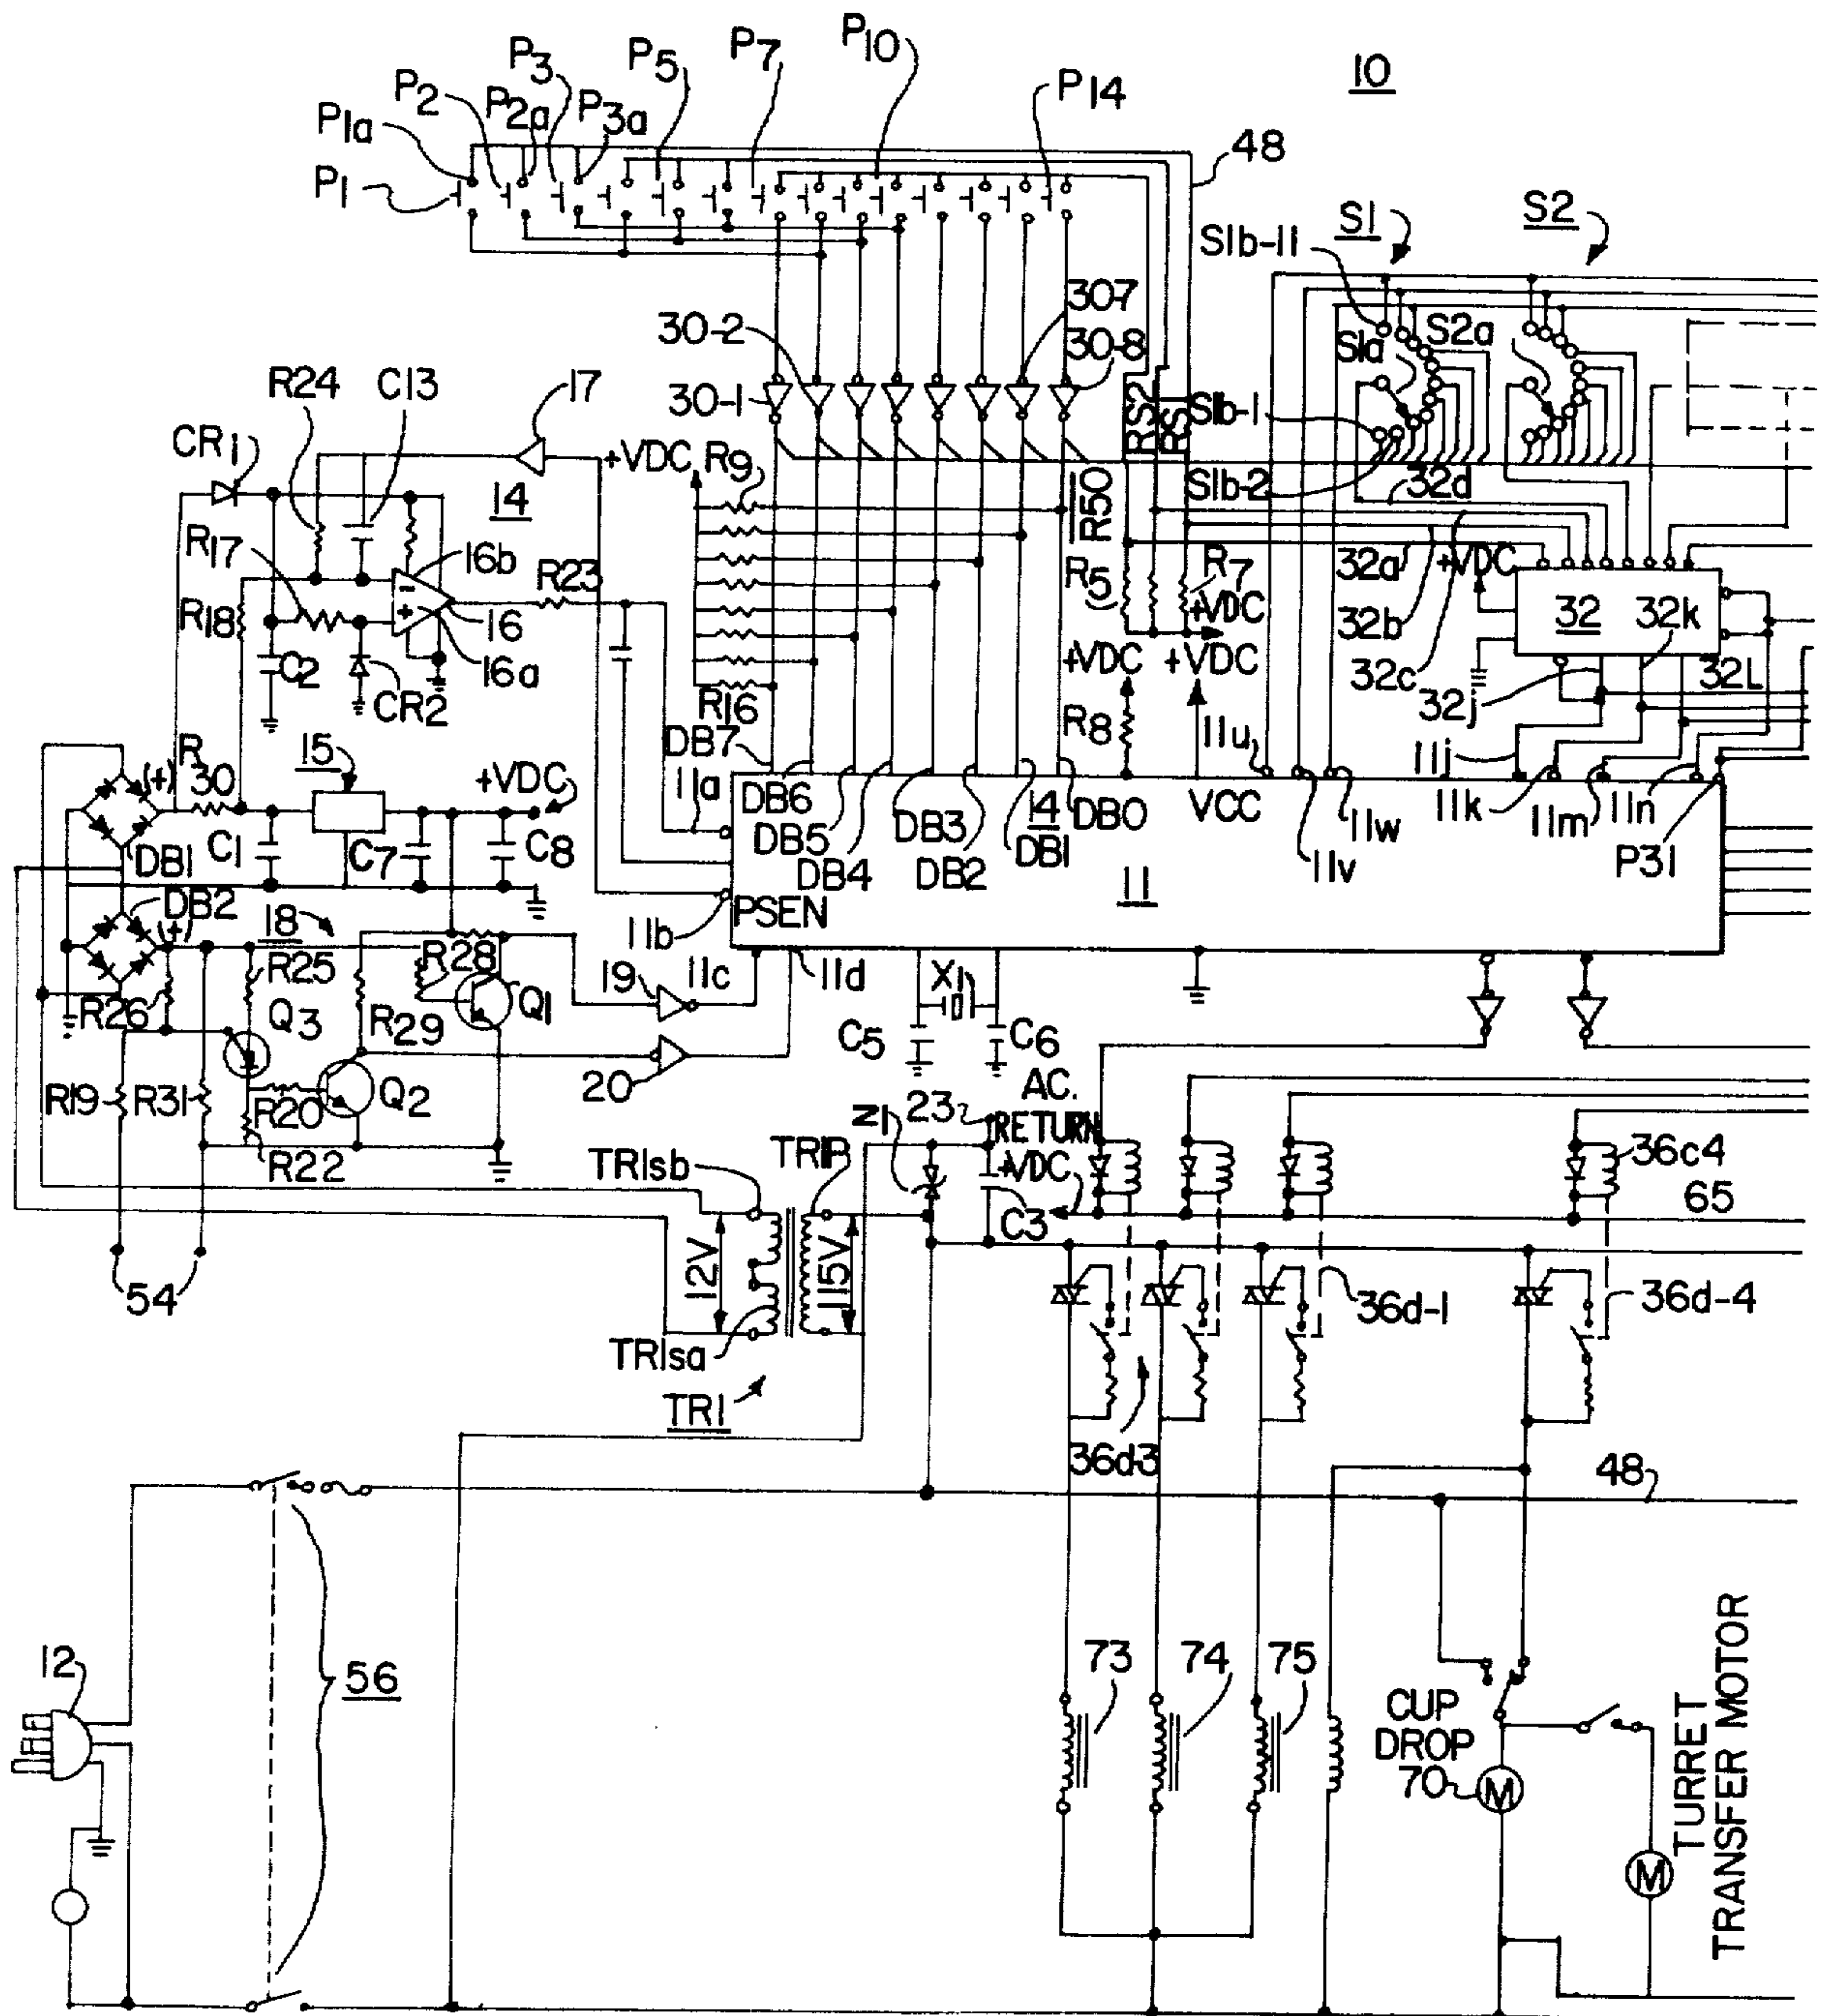 10
P10
P7
P5
P3
P14
P2
P2a
P3a
P1a
P1
48
S1
S2
S1b-11
307
30-2
30-8
S1a
S2a
R24
C13
17
30-1
RS2
RS1
S1b-1
CR1
+VDC
R9
14
S1b-2
32d
R50
R17
16b
R23
32a
+VDC
R5
R7
R18
16
+VDC
32
32k
32b
C2
16a
+VDC
+VDC
32c
32L
CR2
R16
32j
R8
DB7
11u
11j
R30
(+)
15
+VDC
11a
DB6
14
DB0
VCC
11w
11k
11m
11n
DB1
C1
C7
C8
DB5
DB3
DB1
11v
P31
DB4
DB2
11
DB2
(+)
18
PSEN
11b
R28
R25
19
11c
11d
X1
R26
Q3
R29
Q1
C5
C6
R19
R31
R20
Q2
20
AC.
RETURN
23
Z1
R22
TR1sb
TR1P
+VDC
36c4
65
C3
12V
115V
54
36d-1
36d-4
TR1sa
TR1
36d3
48
12
56
73
74
75
CUP
DROP
70
M
M
TURRET
TRANSFER MOTOR